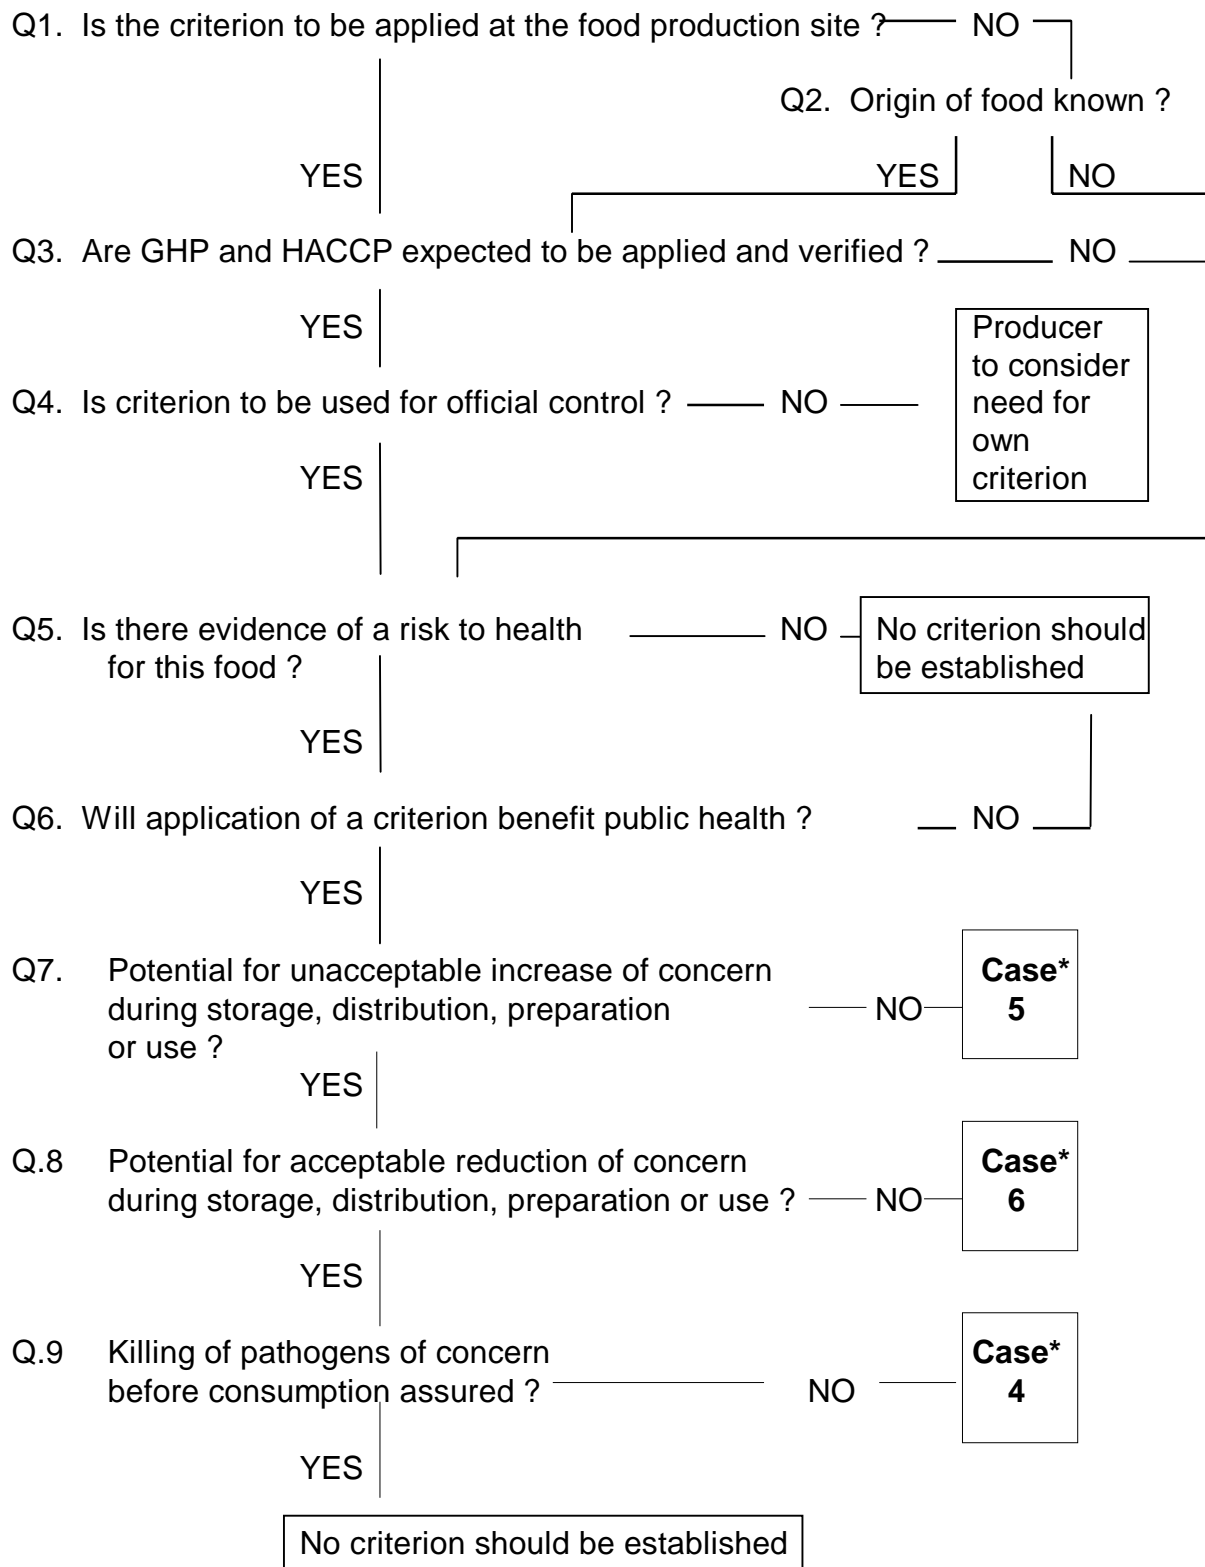 Q1. Is the criterion to be applied at the food production site ? NO
Q2. Origin of food known ?
YES YES NO
Q3. Are GHP and HACCP expected to be applied and verified ? NO
YES
Producer
to consider
need for
own
criterion
Q4. Is criterion to be used for official control ? NO
YES
Q5. Is there evidence of a risk to health
for this food ?
NO
No criterion should
be established
YES
Q6. Will application of a criterion benefit public health ? NO
YES
Q7. Potential for unacceptable increase of concern
during storage, distribution, preparation
or use ?
NO
Case*
5
YES
Q.8 Potential for acceptable reduction of concern
during storage, distribution, preparation or use ? NO
Case*
6
YES
Q.9 Killing of pathogens of concern
before consumption assured ? NO
Case*
4
YES
No criterion should be established